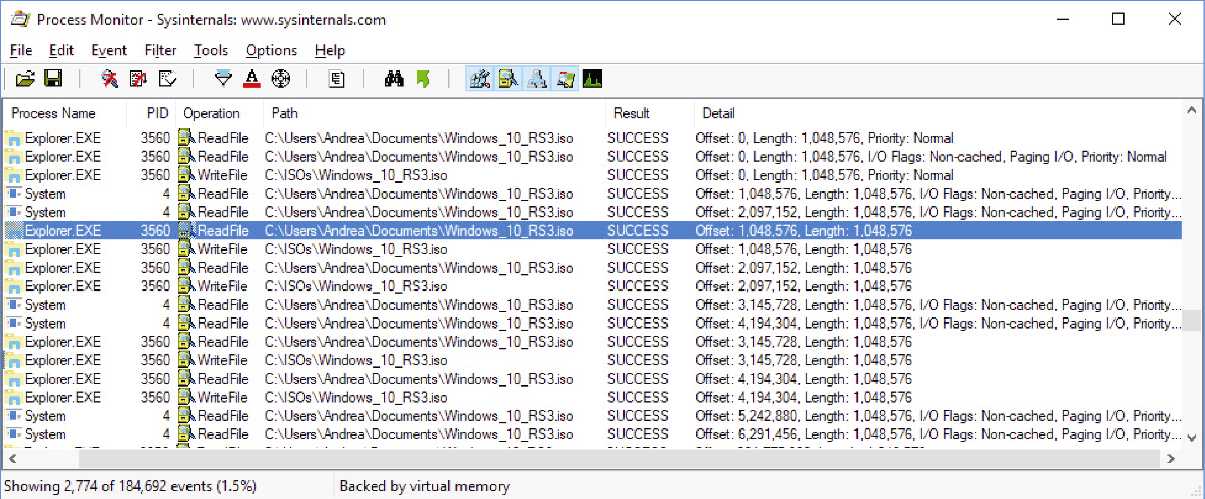 Process Monitor - Sysinternals: www.sysinternals.com
File Edit Event Filter Tools Options Help
Process Name PID Operation Path Result Detail
Explorer.EXE 3560 ReadFile C:\Users\Andrea\Documents\Windows_10_RS3.iso SUCCESS Offset: 0, Length: 1,048,576, Priority: Normal
Explorer.EXE 3560 ReadFile C:\Users\Andrea\Documents\Windows_10_RS3.iso SUCCESS Offset: 0, Length: 1,048,576, I/O Flags: Non-cached, Paging I/O, Priority: Normal
Explorer.EXE 3560 WriteFile C:\ISOs\Windows_10_RS3.iso SUCCESS Offset: 0, Length: 1,048,576, Priority: Normal
System 4 ReadFile C:\Users\Andrea\Documents\Windows_10_RS3.iso SUCCESS Offset: 1,048,576, Length: 1,048,576, I/O Flags: Non-cached, Paging I/O, Priority...
System 4 ReadFile C:\Users\Andrea\Documents\Windows_10_RS3.iso SUCCESS Offset: 2,097,152, Length: 1,048,576, I/O Flags: Non-cached, Paging I/O, Priority...
Explorer.EXE 3560 ReadFile C:\Users\Andrea\Documents\Windows_10_RS3.iso SUCCESS Offset: 1,048,576, Length: 1,048,576
Explorer.EXE 3560 WriteFile C:\ISOs\Windows_10_RS3.iso SUCCESS Offset: 1,048,576, Length: 1,048,576
Explorer.EXE 3560 ReadFile C:\Users\Andrea\Documents\Windows_10_RS3.iso SUCCESS Offset: 2,097,152, Length: 1,048,576
Explorer.EXE 3560 WriteFile C:\ISOs\Windows_10_RS3.iso SUCCESS Offset: 2,097,152, Length: 1,048,576
System 4 ReadFile C:\Users\Andrea\Documents\Windows_10_RS3.iso SUCCESS Offset: 3,145,728, Length: 1,048,576, I/O Flags: Non-cached, Paging I/O, Priority...
System 4 ReadFile C:\Users\Andrea\Documents\Windows_10_RS3.iso SUCCESS Offset: 4,194,304, Length: 1,048,576, I/O Flags: Non-cached, Paging I/O, Priority...
Explorer.EXE 3560 ReadFile C:\Users\Andrea\Documents\Windows_10_RS3.iso SUCCESS Offset: 3,145,728, Length: 1,048,576
Explorer.EXE 3560 WriteFile C:\ISOs\Windows_10_RS3.iso SUCCESS Offset: 3,145,728, Length: 1,048,576
Explorer.EXE 3560 ReadFile C:\Users\Andrea\Documents\Windows_10_RS3.iso SUCCESS Offset: 4,194,304, Length: 1,048,576
Explorer.EXE 3560 WriteFile C:\ISOs\Windows_10_RS3.iso SUCCESS Offset: 4,194,304, Length: 1,048,576
System 4 ReadFile C:\Users\Andrea\Documents\Windows_10_RS3.iso SUCCESS Offset: 5,242,880, Length: 1,048,576, I/O Flags: Non-cached, Paging I/O, Priority...
System 4 ReadFile C:\Users\Andrea\Documents\Windows_10_RS3.iso SUCCESS Offset: 6,291,456, Length: 1,048,576, I/O Flags: Non-cached, Paging I/O, Priority...
Showing 2,774 of 184,692 events (1.5%) Backed by virtual memory